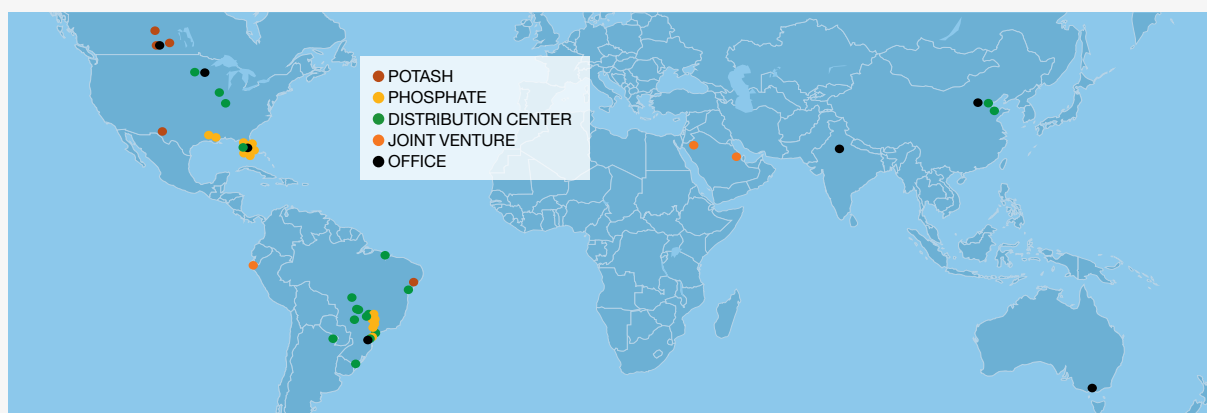 POTASH
PHOSPHATE
DISTRIBUTION CENTER
JOINT VENTURE
OFFICE